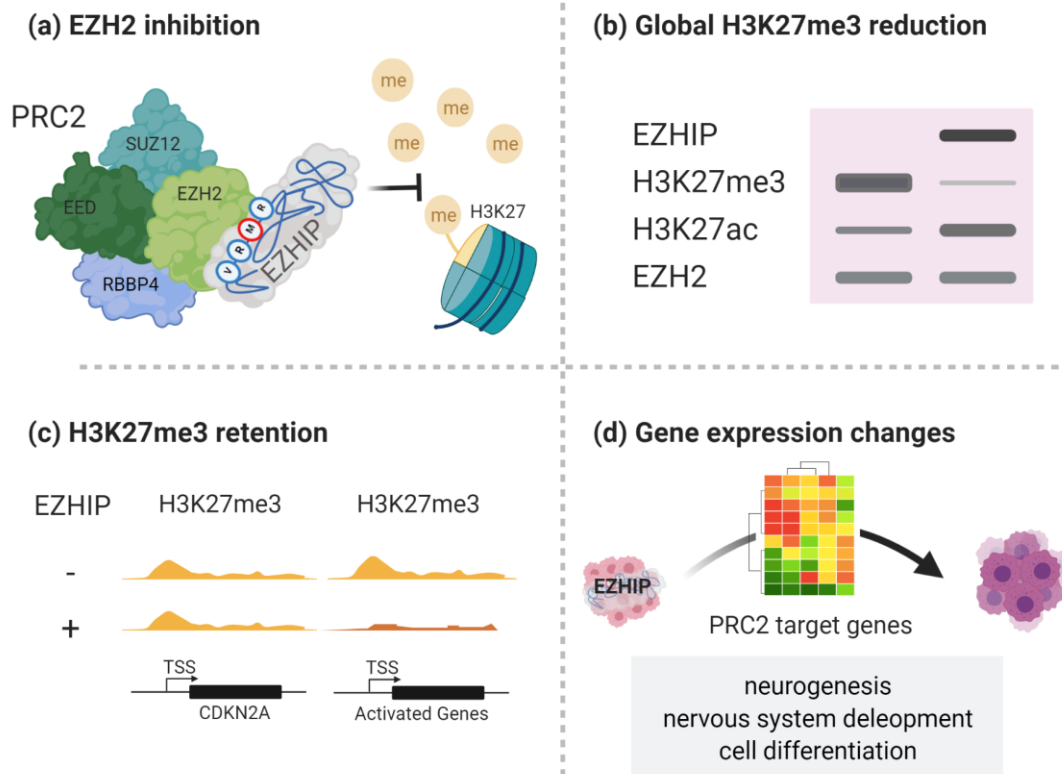 (a) EZH2 inhibition
PRC2
SUZ12
EED
EZH2
RBBP4
V
R
M
R
EZHIP
me
me
me
me
me
H3K27
(b) Global H3K27me3 reduction
EZHIP
H3K27me3
H3K27ac
EZH2
(c) H3K27me3 retention
EZHIP
H3K27me3
H3K27me3
-
+
TSS
CDKN2A
TSS
Activated Genes
(d) Gene expression changes
EZHIP
PRC2 target genes
neurogenesis
nervous system deleopment
cell differentiation